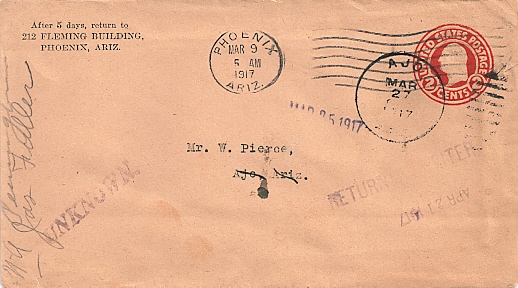 After 5 days, return to
212 FLEMING BUILDING,
PHOENIX, ARIZ.
PHOENIX
MAR 9
5 AM
1917
ARIZ.
UNITED STATES POSTAGE
2 CENTS 2
AJO
MAR
27
MAR 25 1917
Mr. W. Pierce,
Ajo, Ariz.
UNKNOWN.
RETURN
APR 21 1917
Jas Fuller